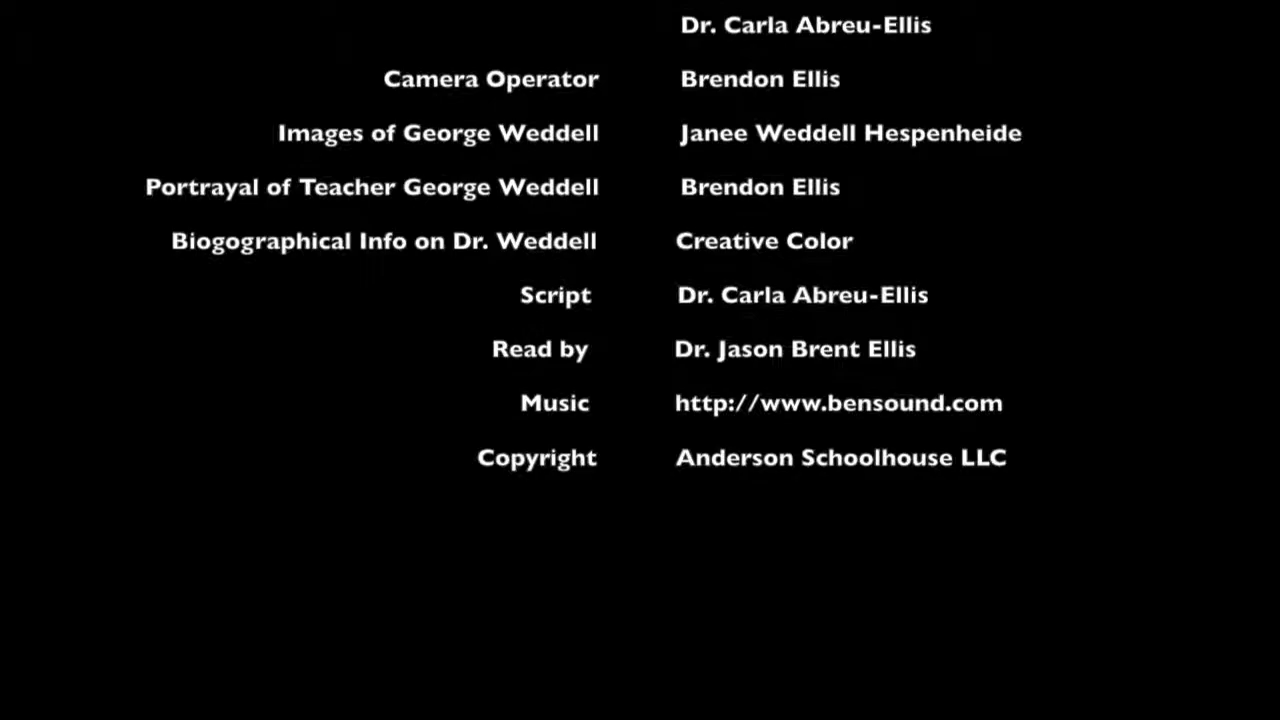 Dr. Carla Abreu-Ellis
Camera Operator Brendon Ellis
Images of George Weddell Janee Weddell Hespenheide
Portrayal of Teacher George Weddell Brendon Ellis
Biogographical Info on Dr. Weddell Creative Color
Script Dr. Carla Abreu-Ellis
Read by Dr. Jason Brent Ellis
Music http://www.bensound.com
Copyright Anderson Schoolhouse LLC